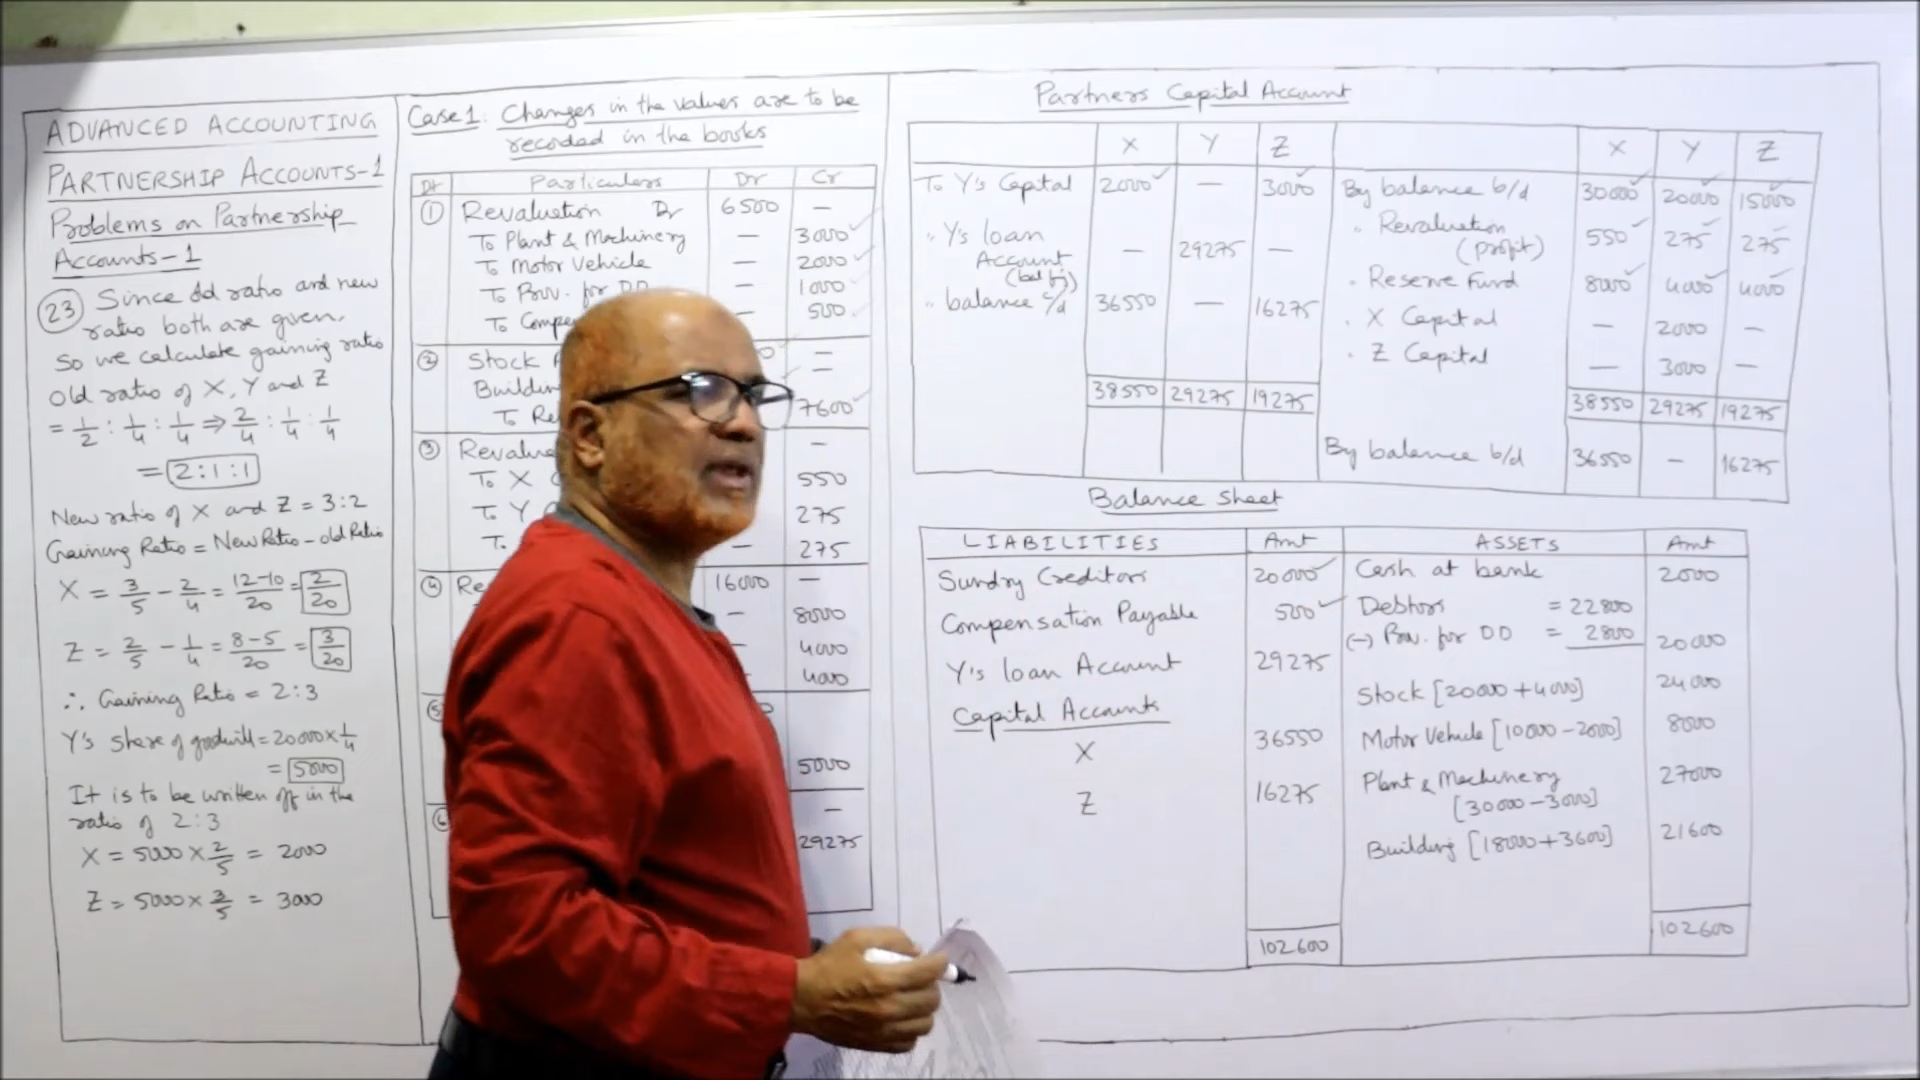 ADVANCED ACCOUNTING
PARTNERSHIP ACCOUNTS-1
Problems on Partnership
Accounts-1
23 Since old ratio and new
ratio both are given,
So we calculate gaining ratio
Old ratio of X, Y and Z
= 1/2 : 1/4 : 1/4 ⇒ 2/4 : 1/4 : 1/4
= 2:1:1
New ratio of X and Z = 3:2
Gaining Ratio = New Ratio - old Ratio
X = 3/5 - 2/4 = 12-10/20 = 2/20
Z = 2/5 - 1/4 = 8-5/20 = 3/20
∴ Gaining Ratio = 2:3
Y's share of goodwill = 20000 × 1/4
= 5000
It is to be written off in the
ratio of 2:3
X = 5000 × 2/5 = 2000
Z = 5000 × 3/5 = 3000
Case 1: Changes in the values are to be
recorded in the books
Particulars Dr Cr
1 Revaluation Dr 6500 —
To Plant & Machinery — 3000
To Motor Vehicle — 2000
To Prov. for DD — 1000
To — 500
2 Stock —
—
To 7600
3 —
To X 550
To Y 275
— 275
4 16000 —
— 8000
— 4000
4000
5
5000
6 —
29275
Partners Capital Account
X Y Z X Y Z
To Y's Capital 2000 — 3000 By balance b/d 30000 20000 15000
" Y's loan Account (bal fig) — 29275 — " Revaluation (profit) 550 275 275
" balance c/d 36550 — 16275 " Reserve Fund 8000 4000 4000
" X Capital — 2000 —
" Z Capital — 3000 —
38550 29275 19275 38550 29275 19275
By balance b/d 36550 — 16275
Balance Sheet
LIABILITIES Amt ASSETS Amt
Sundry Creditors 20000 Cash at bank 2000
Compensation Payable 500 Debtors = 22800
(-) Prov. for DD = 2800 20000
Y's loan Account 29275
Stock [20000+4000] 24000
Capital Accounts
X 36550 Motor Vehicle [10000-2000] 8000
Z 16275 Plant & Machinery [30000-3000] 27000
Building [18000+3600] 21600
102600 102600